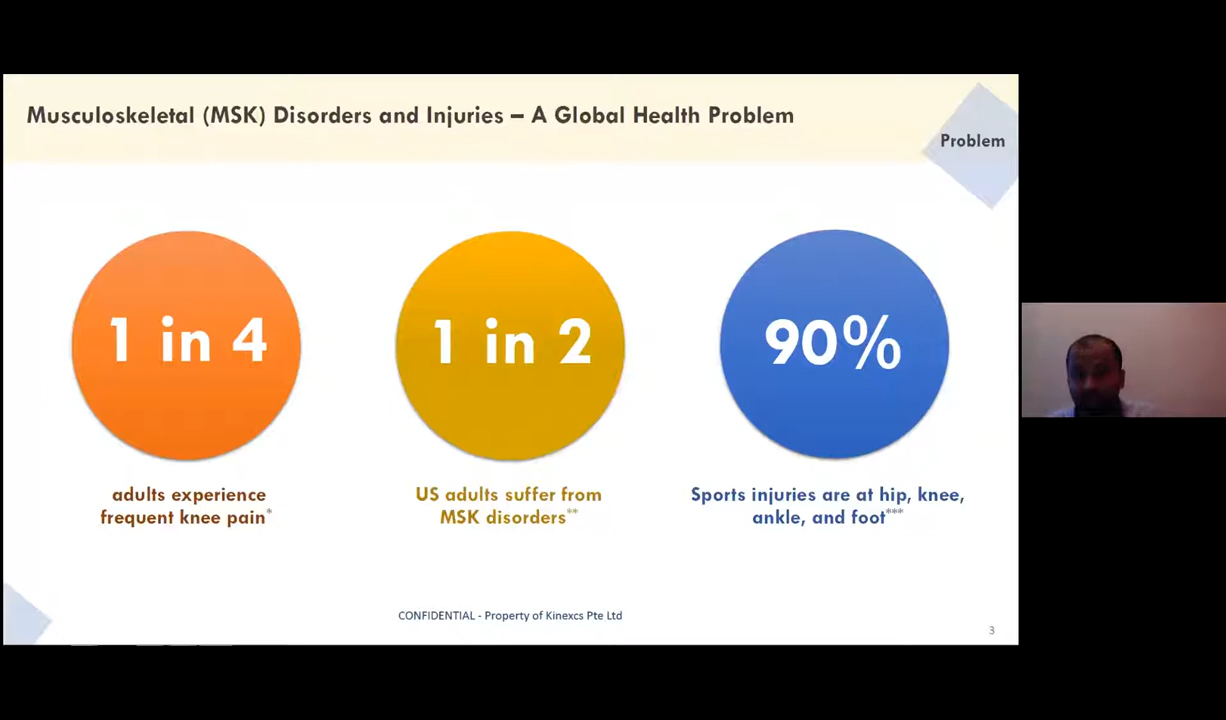 Musculoskeletal (MSK) Disorders and Injuries – A Global Health Problem
Problem
1 in 4
1 in 2
90%
adults experience
frequent knee pain*
US adults suffer from
MSK disorders**
Sports injuries are at hip, knee,
ankle, and foot***
CONFIDENTIAL - Property of Kinexcs Pte Ltd
3